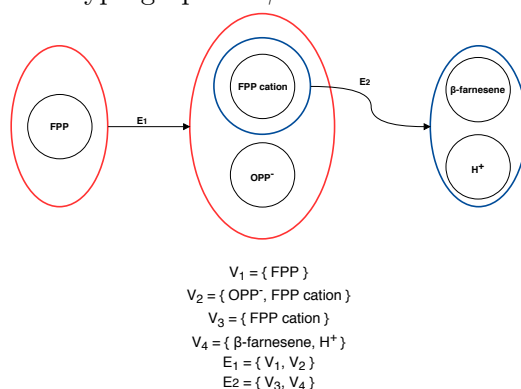 FPP
E₁
FPP cation
OPP⁻
E₂
β-farnesene
H⁺
V₁ = { FPP }
V₂ = { OPP⁻, FPP cation }
V₃ = { FPP cation }
V₄ = { β-farnesene, H⁺ }
E₁ = { V₁, V₂ }
E2 = { V₃, V₄ }